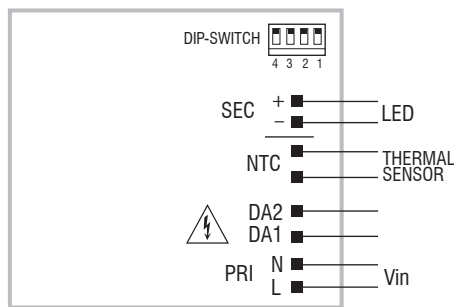 DIP-SWITCH
4 3 2 1
SEC + LED
−
NTC THERMAL
SENSOR
DA2
DA1
PRI N Vin
L